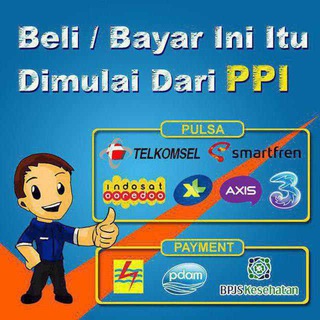 Beli / Bayar Ini Itu
Dimulai Dari PPI
PULSA
TELKOMSEL smartfren
indosat ooredoo XL AXIS 3
PAYMENT
pdam BPJS Kesehatan